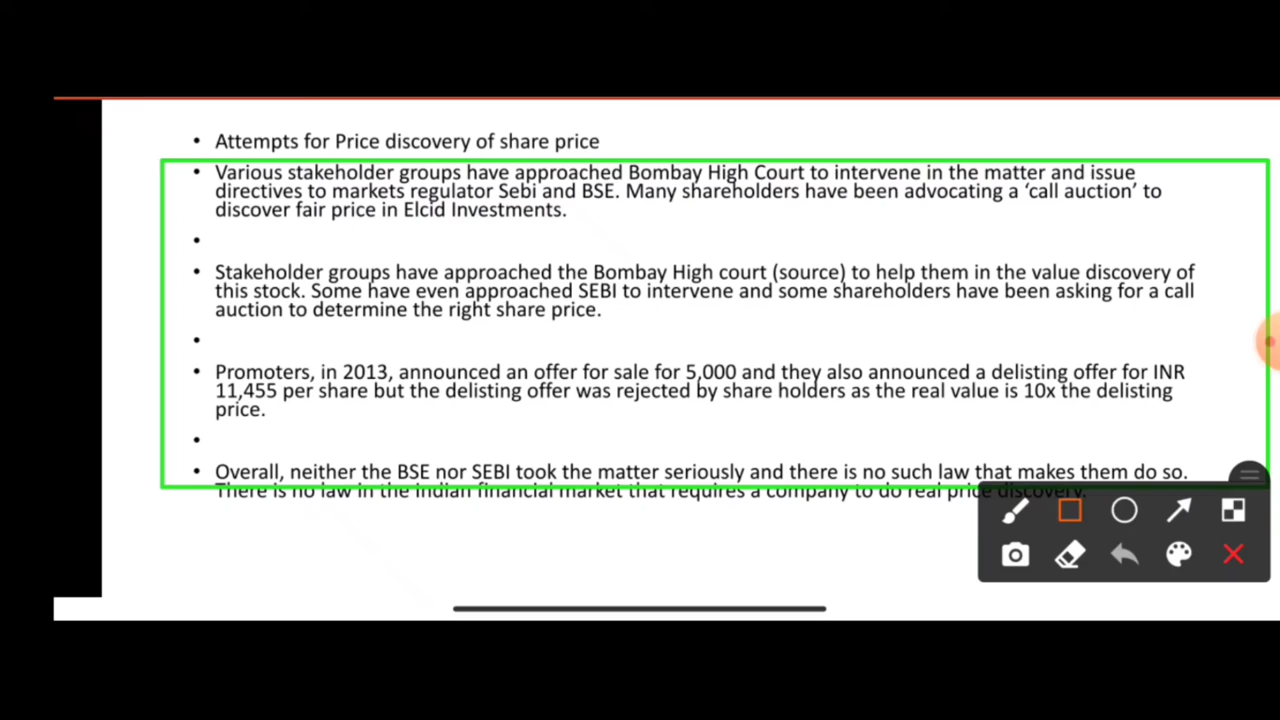 • Attempts for Price discovery of share price
• Various stakeholder groups have approached Bombay High Court to intervene in the matter and issue
directives to markets regulator Sebi and BSE. Many shareholders have been advocating a ‘call auction’ to
discover fair price in Elcid Investments.
•
• Stakeholder groups have approached the Bombay High court (source) to help them in the value discovery of
this stock. Some have even approached SEBI to intervene and some shareholders have been asking for a call
auction to determine the right share price.
•
• Promoters, in 2013, announced an offer for sale for 5,000 and they also announced a delisting offer for INR
11,455 per share but the delisting offer was rejected by share holders as the real value is 10x the delisting
price.
•
• Overall, neither the BSE nor SEBI took the matter seriously and there is no such law that makes them do so.
There is no law in the Indian financial market that requires a company to do real price discovery.